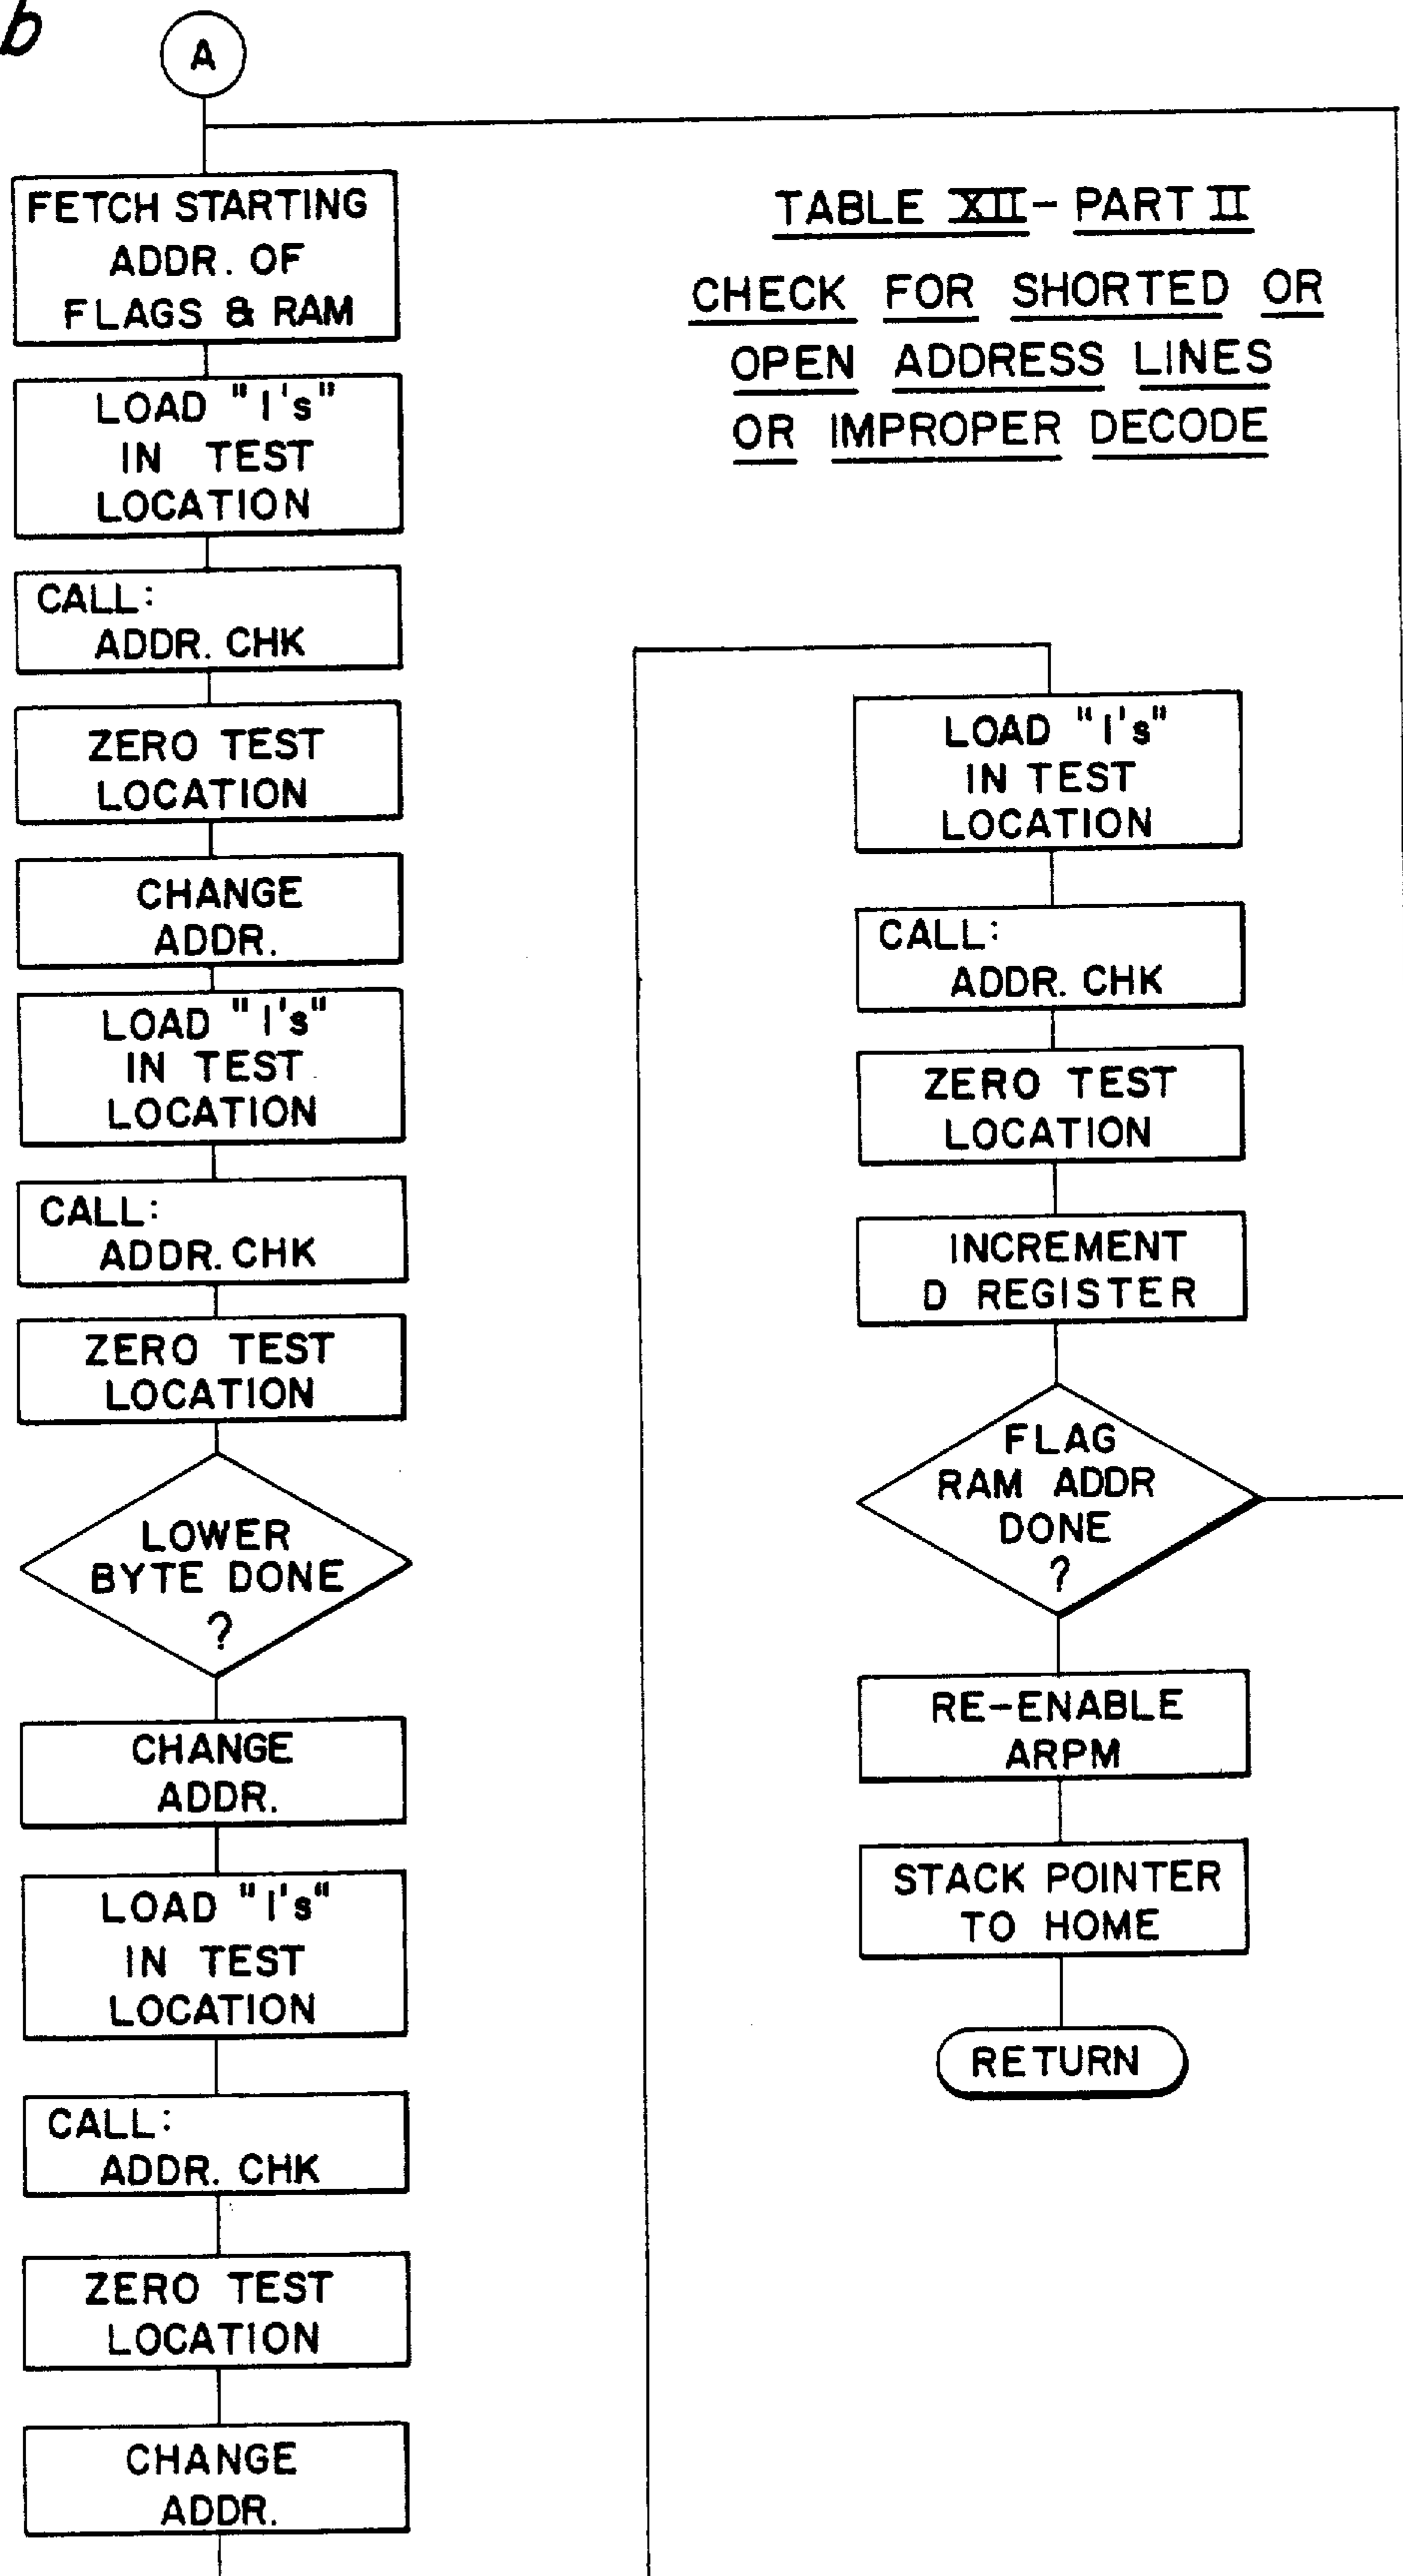 b
A
FETCH STARTING
ADDR. OF
FLAGS & RAM
LOAD "1's"
IN TEST
LOCATION
CALL:
ADDR. CHK
ZERO TEST
LOCATION
CHANGE
ADDR.
LOAD "1's"
IN TEST
LOCATION
CALL:
ADDR. CHK
ZERO TEST
LOCATION
LOWER
BYTE DONE
?
CHANGE
ADDR.
LOAD "1's"
IN TEST
LOCATION
CALL:
ADDR. CHK
ZERO TEST
LOCATION
CHANGE
ADDR.
TABLE XII - PART II
CHECK FOR SHORTED OR
OPEN ADDRESS LINES
OR IMPROPER DECODE
LOAD "1's"
IN TEST
LOCATION
CALL:
ADDR. CHK
ZERO TEST
LOCATION
INCREMENT
D REGISTER
FLAG
RAM ADDR
DONE
?
RE-ENABLE
ARPM
STACK POINTER
TO HOME
RETURN